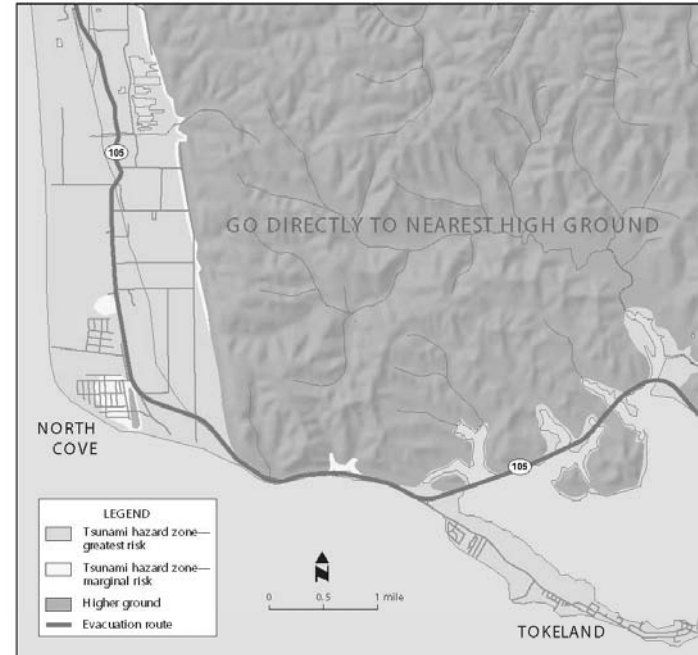 105
GO DIRECTLY TO NEAREST HIGH GROUND
NORTH
COVE
105
LEGEND
Tsunami hazard zone—
greatest risk
Tsunami hazard zone—
marginal risk
Higher ground
Evacuation route
N
0 0.5 1 mile
TOKELAND